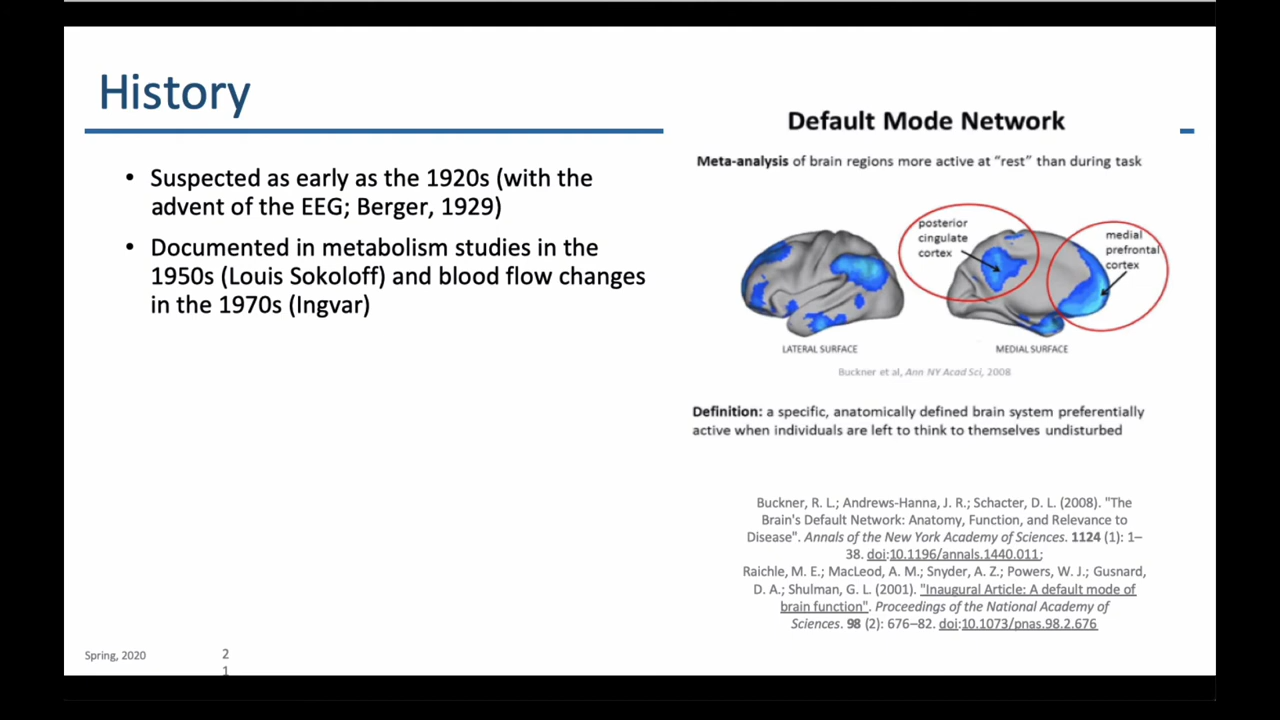 History
• Suspected as early as the 1920s (with the
advent of the EEG; Berger, 1929)
• Documented in metabolism studies in the
1950s (Louis Sokoloff) and blood flow changes
in the 1970s (Ingvar)
Default Mode Network
Meta-analysis of brain regions more active at “rest” than during task
posterior
cingulate
cortex
medial
prefrontal
cortex
LATERAL SURFACE
MEDIAL SURFACE
Buckner et al, Ann NY Acad Sci, 2008
Definition: a specific, anatomically defined brain system preferentially
active when individuals are left to think to themselves undisturbed
Buckner, R. L.; Andrews-Hanna, J. R.; Schacter, D. L. (2008). "The
Brain's Default Network: Anatomy, Function, and Relevance to
Disease". Annals of the New York Academy of Sciences. 1124 (1): 1–
38. doi:10.1196/annals.1440.011;
Raichle, M. E.; MacLeod, A. M.; Snyder, A. Z.; Powers, W. J.; Gusnard,
D. A.; Shulman, G. L. (2001). "Inaugural Article: A default mode of
brain function". Proceedings of the National Academy of
Sciences. 98 (2): 676–82. doi:10.1073/pnas.98.2.676
Spring, 2020
2
1